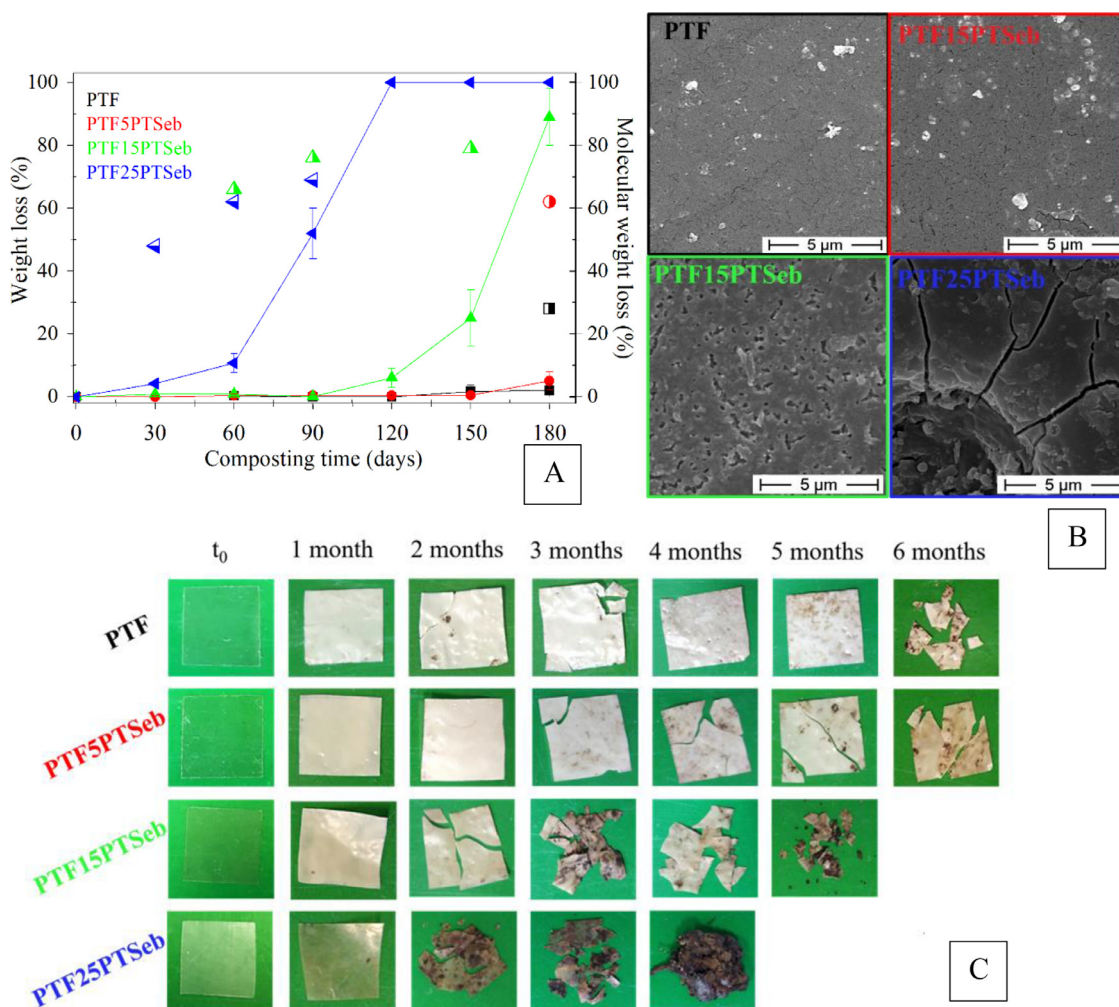 100
80
60
40
20
0
Weight loss (%)
PTF
PTF5PTSeb
PTF15PTSeb
PTF25PTSeb
100
80
60
40
20
0
Molecular weight loss (%)
0 30 60 90 120 150 180
Composting time (days)
A
PTF
5 µm
PTF15PTSeb
5 µm
PTF15PTSeb
5 µm
PTF25PTSeb
5 µm
B
t0 1 month 2 months 3 months 4 months 5 months 6 months
PTF
PTF5PTSeb
PTF15PTSeb
PTF25PTSeb
C